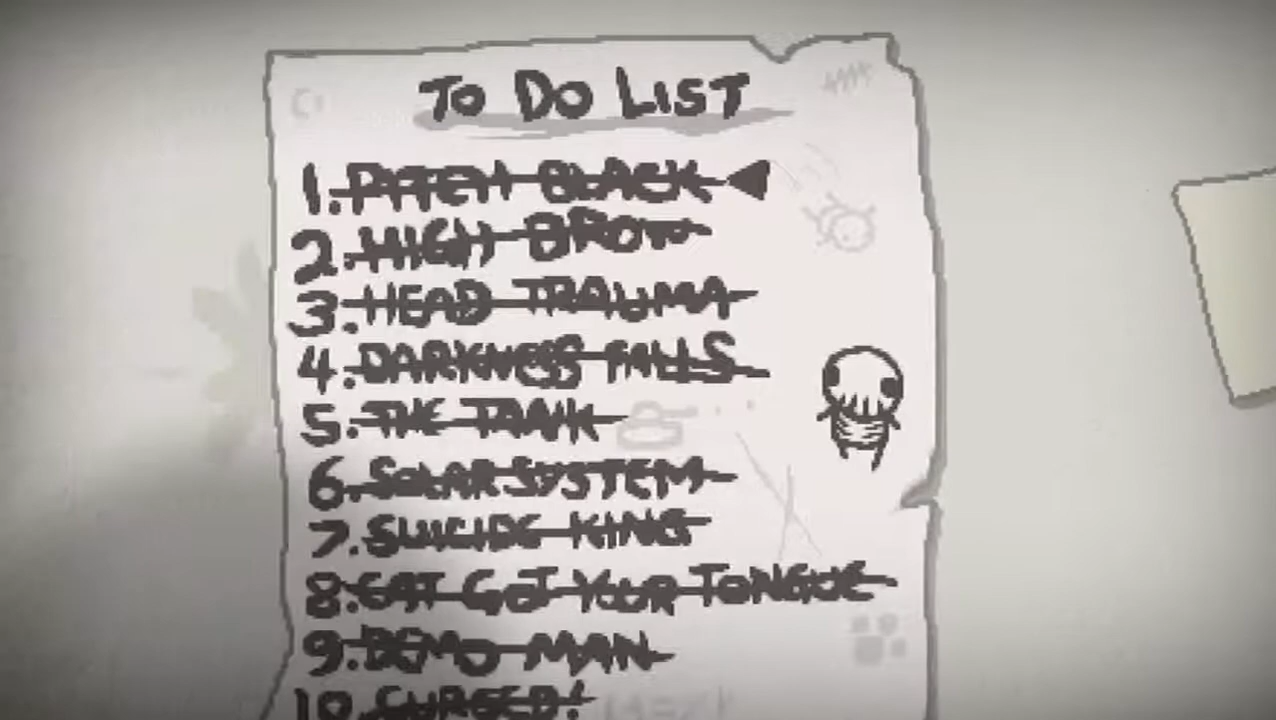 TO DO LIST
1. PITCH BLACK
2. HIGH BROW
3. HEAD TRAUMA
4. DARKNESS FALLS
5. THE TANK
6. SOLAR SYSTEM
7. SUICIDE KING
8. CAT GOT YOUR TONGUE
9. DEMO MAN
10. CURSED!